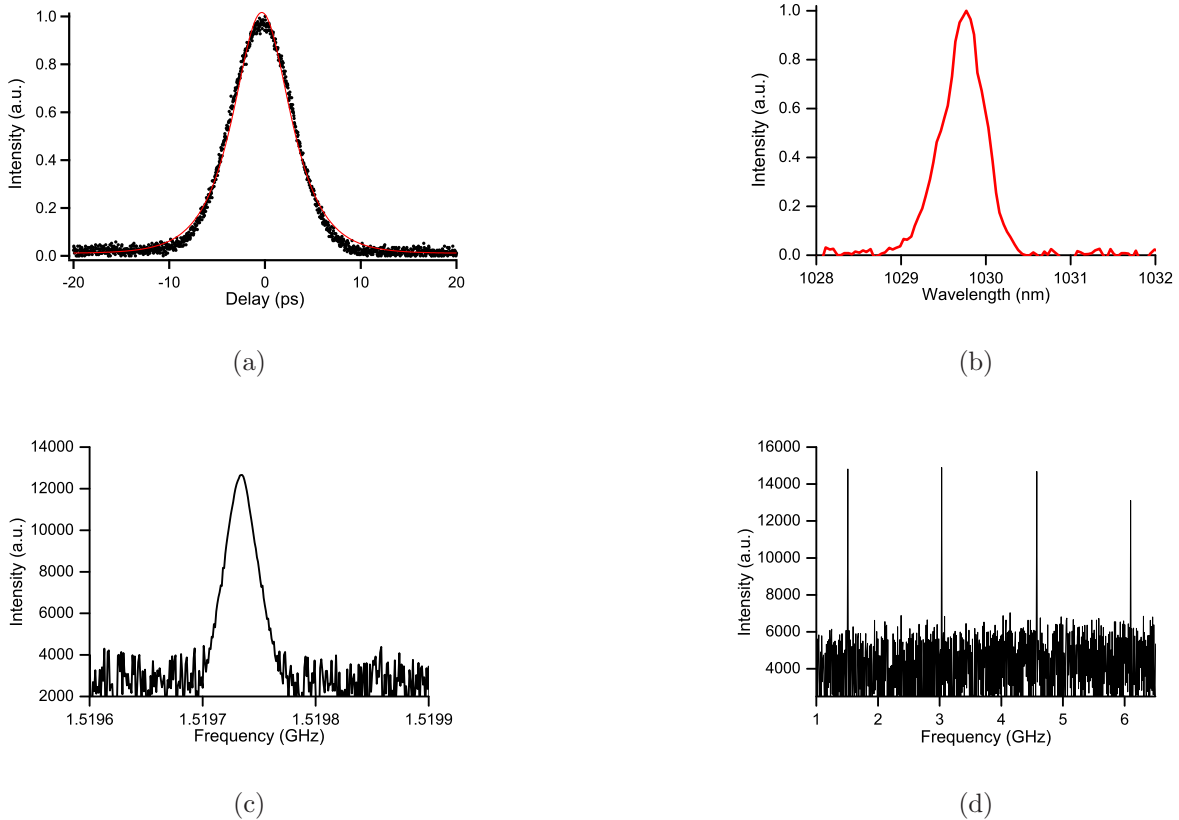 Intensity (a.u.)
1.0
0.8
0.6
0.4
0.2
0.0
-20 -10 0 10 20
Delay (ps)
(a)
Intensity (a.u.)
1.0
0.8
0.6
0.4
0.2
0.0
1028 1029 1030 1031 1032
Wavelength (nm)
(b)
Intensity (a.u.)
14000
12000
10000
8000
6000
4000
2000
1.5196 1.5197 1.5198 1.5199
Frequency (GHz)
(c)
Intensity (a.u.)
16000
14000
12000
10000
8000
6000
4000
1 2 3 4 5 6
Frequency (GHz)
(d)